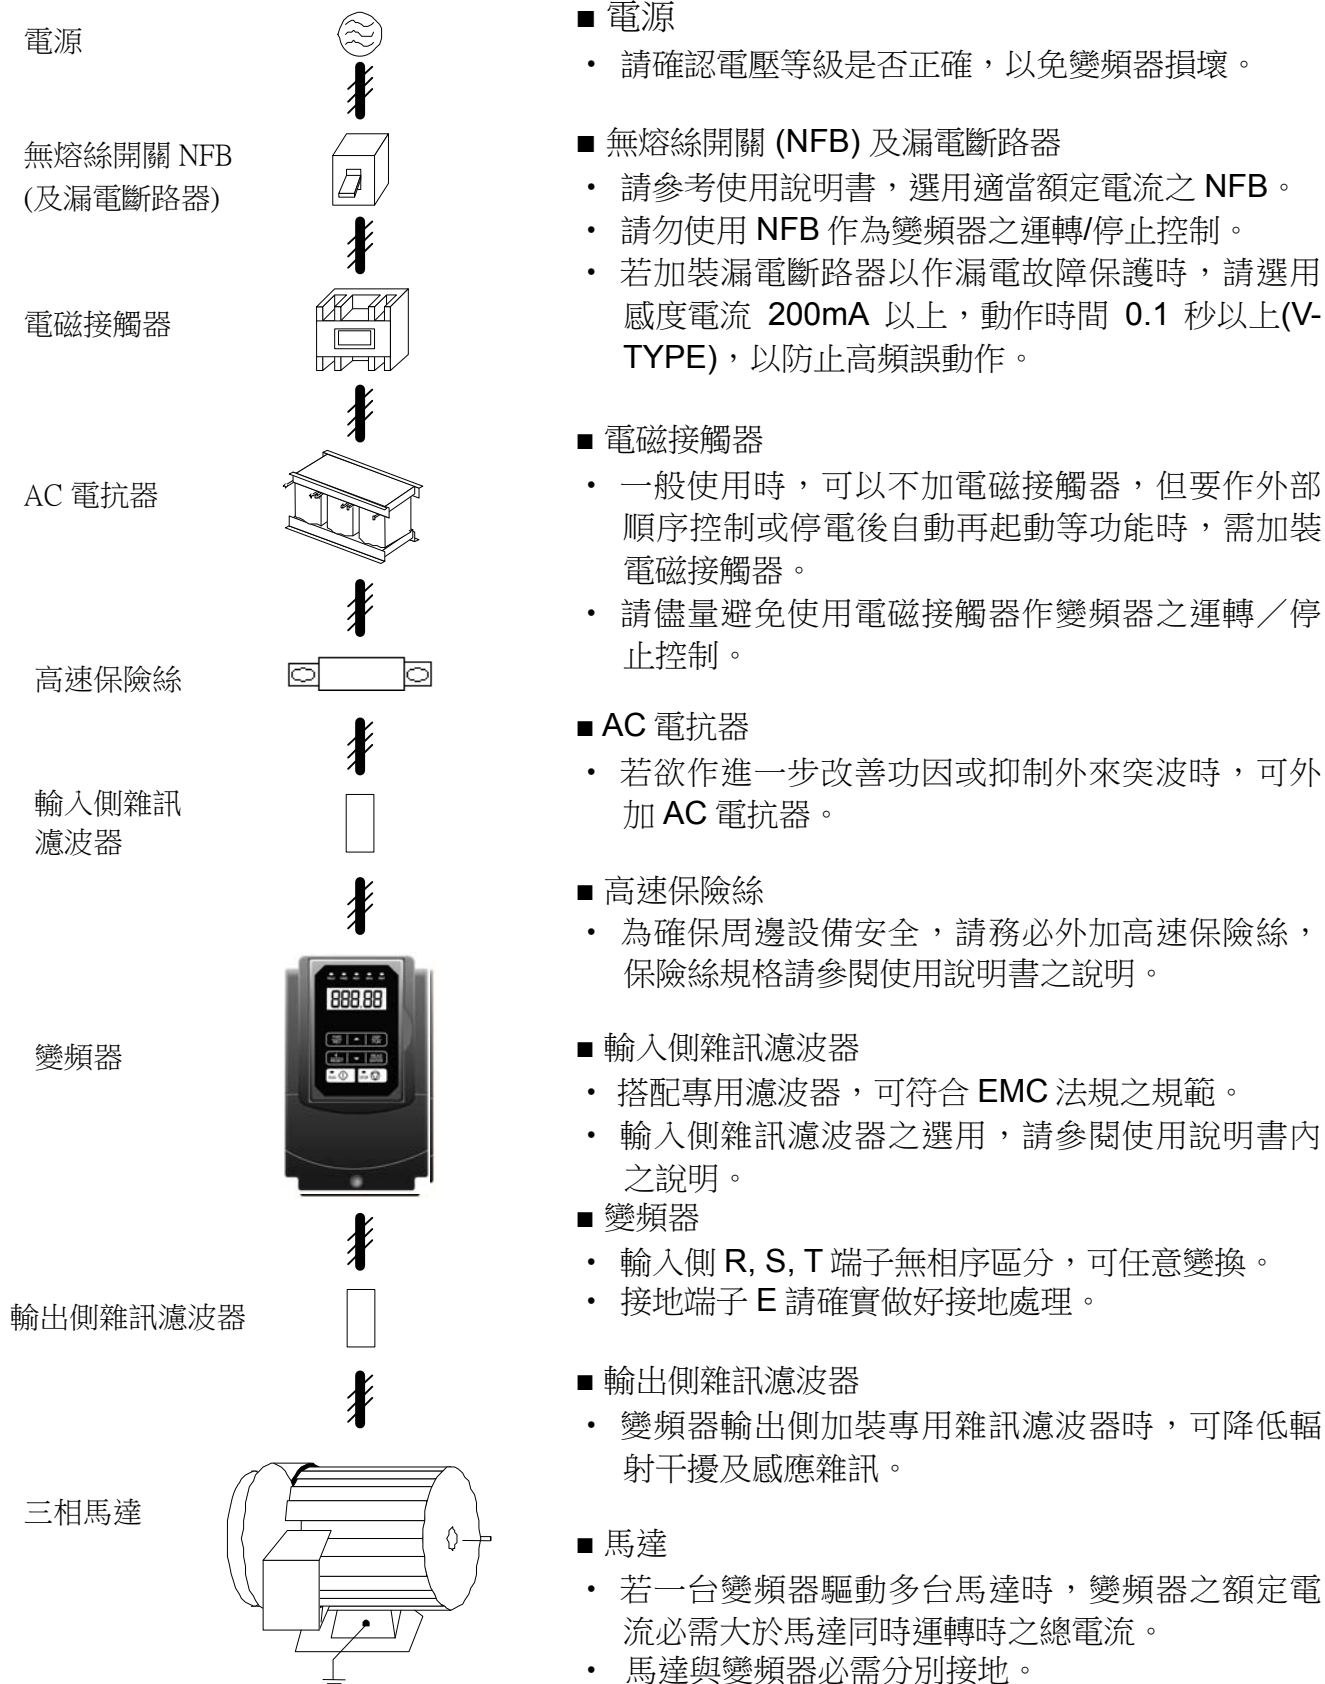 電源
無熔絲開關 NFB
(及漏電斷路器)
電磁接觸器
AC 電抗器
高速保險絲
輸入側雜訊
濾波器
變頻器
輸出側雜訊濾波器
三相馬達
■ 電源
• 請確認電壓等級是否正確，以免變頻器損壞。
■ 無熔絲開關 (NFB) 及漏電斷路器
• 請參考使用說明書，選用適當額定電流之 NFB。
• 請勿使用 NFB 作為變頻器之運轉/停止控制。
• 若加裝漏電斷路器以作漏電故障保護時，請選用
感度電流 200mA 以上，動作時間 0.1 秒以上(V-
TYPE)，以防止高頻誤動作。
■ 電磁接觸器
• 一般使用時，可以不加電磁接觸器，但要作外部
順序控制或停電後自動再起動等功能時，需加裝
電磁接觸器。
• 請儘量避免使用電磁接觸器作變頻器之運轉／停
止控制。
■ AC 電抗器
• 若欲作進一步改善功因或抑制外來突波時，可外
加 AC 電抗器。
■ 高速保險絲
• 為確保周邊設備安全，請務必外加高速保險絲，
保險絲規格請參閱使用說明書之說明。
■ 輸入側雜訊濾波器
• 搭配專用濾波器，可符合 EMC 法規之規範。
• 輸入側雜訊濾波器之選用，請參閱使用說明書內
之說明。
■ 變頻器
• 輸入側 R, S, T 端子無相序區分，可任意變換。
• 接地端子 E 請確實做好接地處理。
■ 輸出側雜訊濾波器
• 變頻器輸出側加裝專用雜訊濾波器時，可降低輻
射干擾及感應雜訊。
■ 馬達
• 若一台變頻器驅動多台馬達時，變頻器之額定電
流必需大於馬達同時運轉時之總電流。
• 馬達與變頻器必需分別接地。
888.88